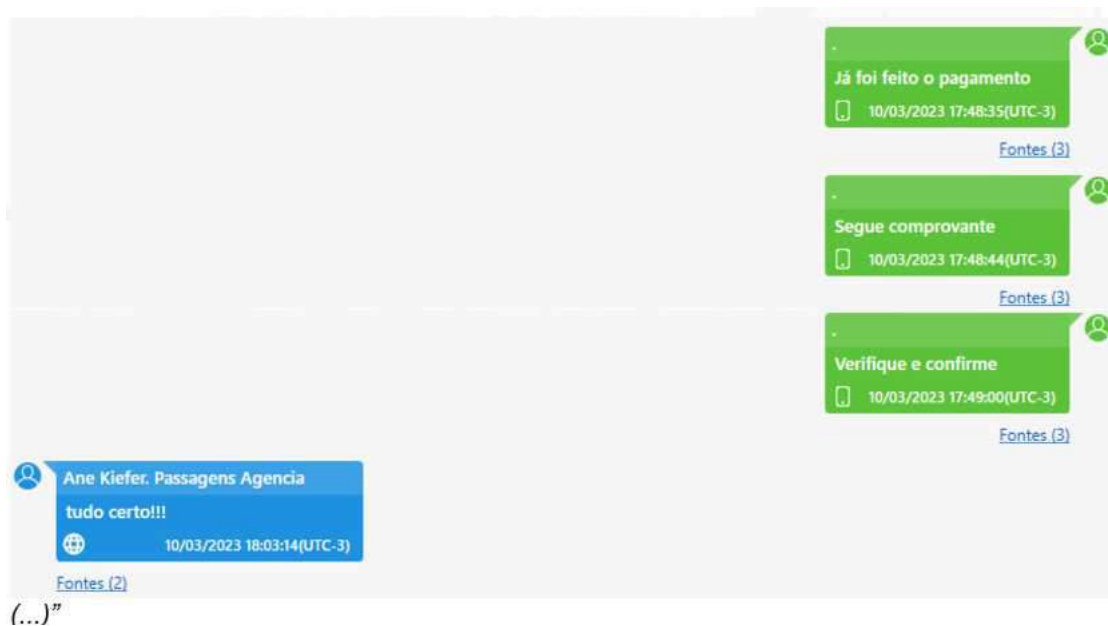 .
Já foi feito o pagamento
10/03/2023 17:48:35(UTC-3)
Fontes (3)
.
Segue comprovante
10/03/2023 17:48:44(UTC-3)
Fontes (3)
.
Verifique e confirme
10/03/2023 17:49:00(UTC-3)
Fontes (3)
Ane Kiefer. Passagens Agencia
tudo certo!!!
10/03/2023 18:03:14(UTC-3)
Fontes (2)
(...)”